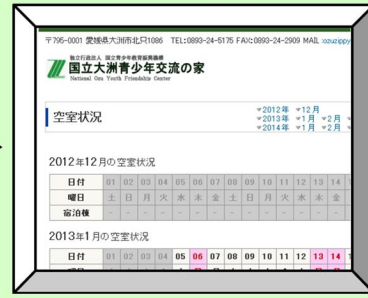 〒795-0001 愛媛県大洲市北只1086 TEL:0893-24-5175 FAX:0893-24-2909 MAIL
独立行政法人 国立青少年教育振興機構
国立大洲青少年交流の家
National Ozu Youth Friendship Center
空室状況
▼2012年 ▼12月
▼2013年 ▼1月 ▼2月
▼2014年 ▼1月 ▼2月
2012年12月の空室状況
日付 01 02 03 04 05 06 07 08 09 10 11 12 13 14
曜日 土 日 月 火 水 木 金 土 日 月 火 水 木 金
宿泊棟 - - - - - - - - - - - - - -
2013年1月の空室状況
日付 01 02 03 04 05 06 07 08 09 10 11 12 13 14